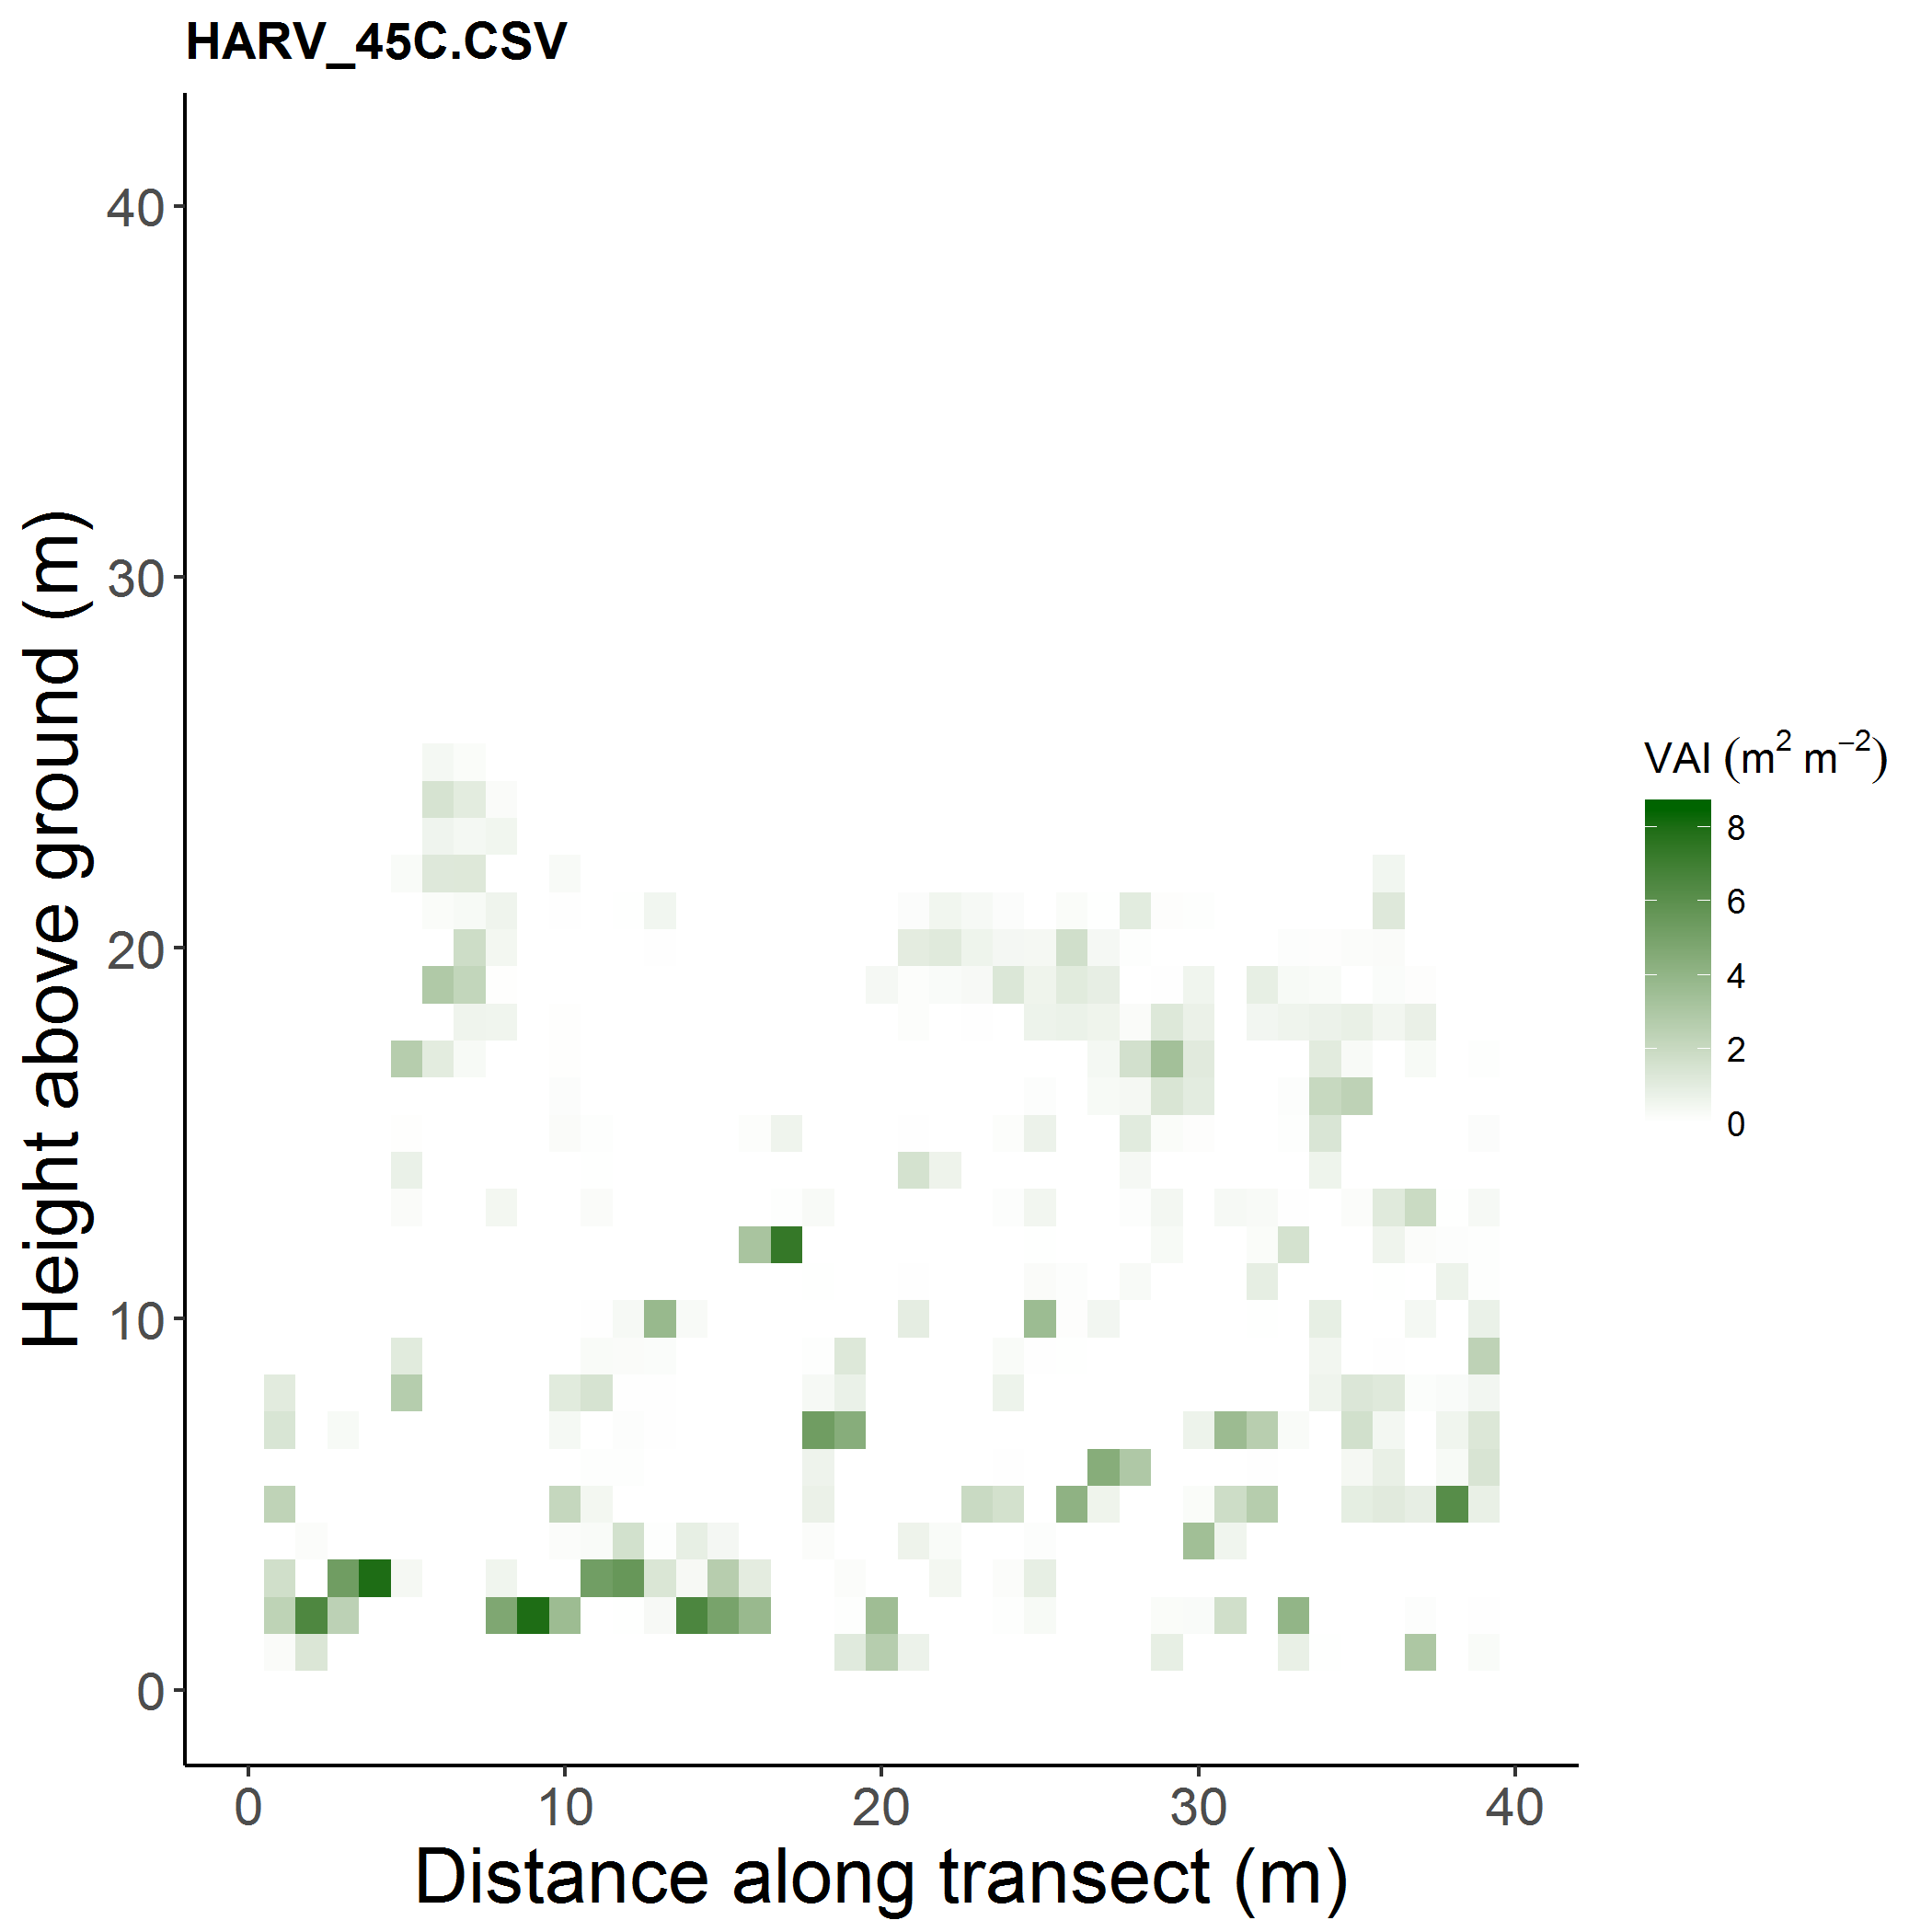 HARV_45C.CSV
40
30
20
10
0
Height above ground (m)
0 10 20 30 40
Distance along transect (m)
VAI (m² m⁻²)
8
6
4
2
0